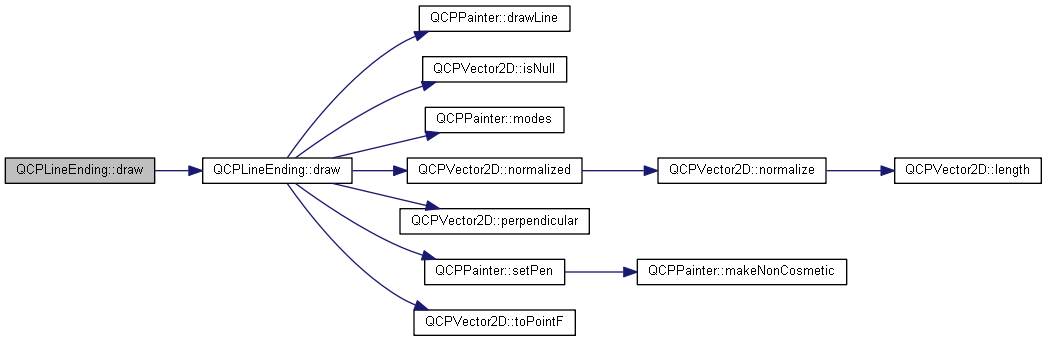 QCPPainter::drawLine
QCPVector2D::isNull
QCPPainter::modes
QCPLineEnding::draw
QCPLineEnding::draw
QCPVector2D::normalized
QCPVector2D::normalize
QCPVector2D::length
QCPVector2D::perpendicular
QCPPainter::setPen
QCPPainter::makeNonCosmetic
QCPVector2D::toPointF